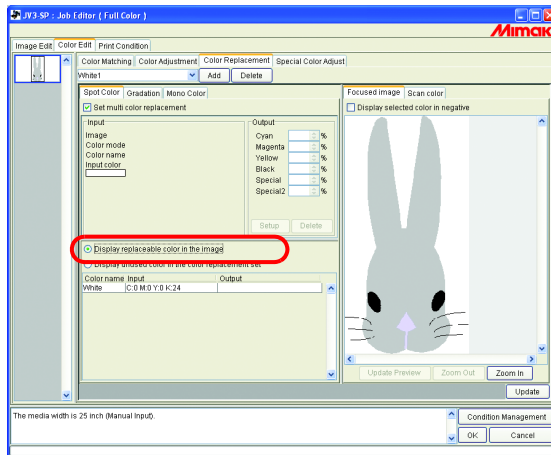 JV3-SP : Job Editor ( Full Color )
Mimaki
Image Edit Color Edit Print Condition
Color Matching Color Adjustment Color Replacement Special Color Adjust
White1 Add Delete
Spot Color Gradation Mono Color
Set multi color replacement
Input
Image
Color mode
Color name
Input color
Output
Cyan %
Magenta %
Yellow %
Black %
Special %
Special2 %
Setup Delete
Display replaceable color in the image
Display unused color in the color replacement set
Color name Input Output
White C:0 M:0 Y:0 K:24
Focused image Scan color
Display selected color in negative
Update Preview Zoom Out Zoom In
Update
The media width is 25 inch (Manual Input).
Condition Management
OK Cancel